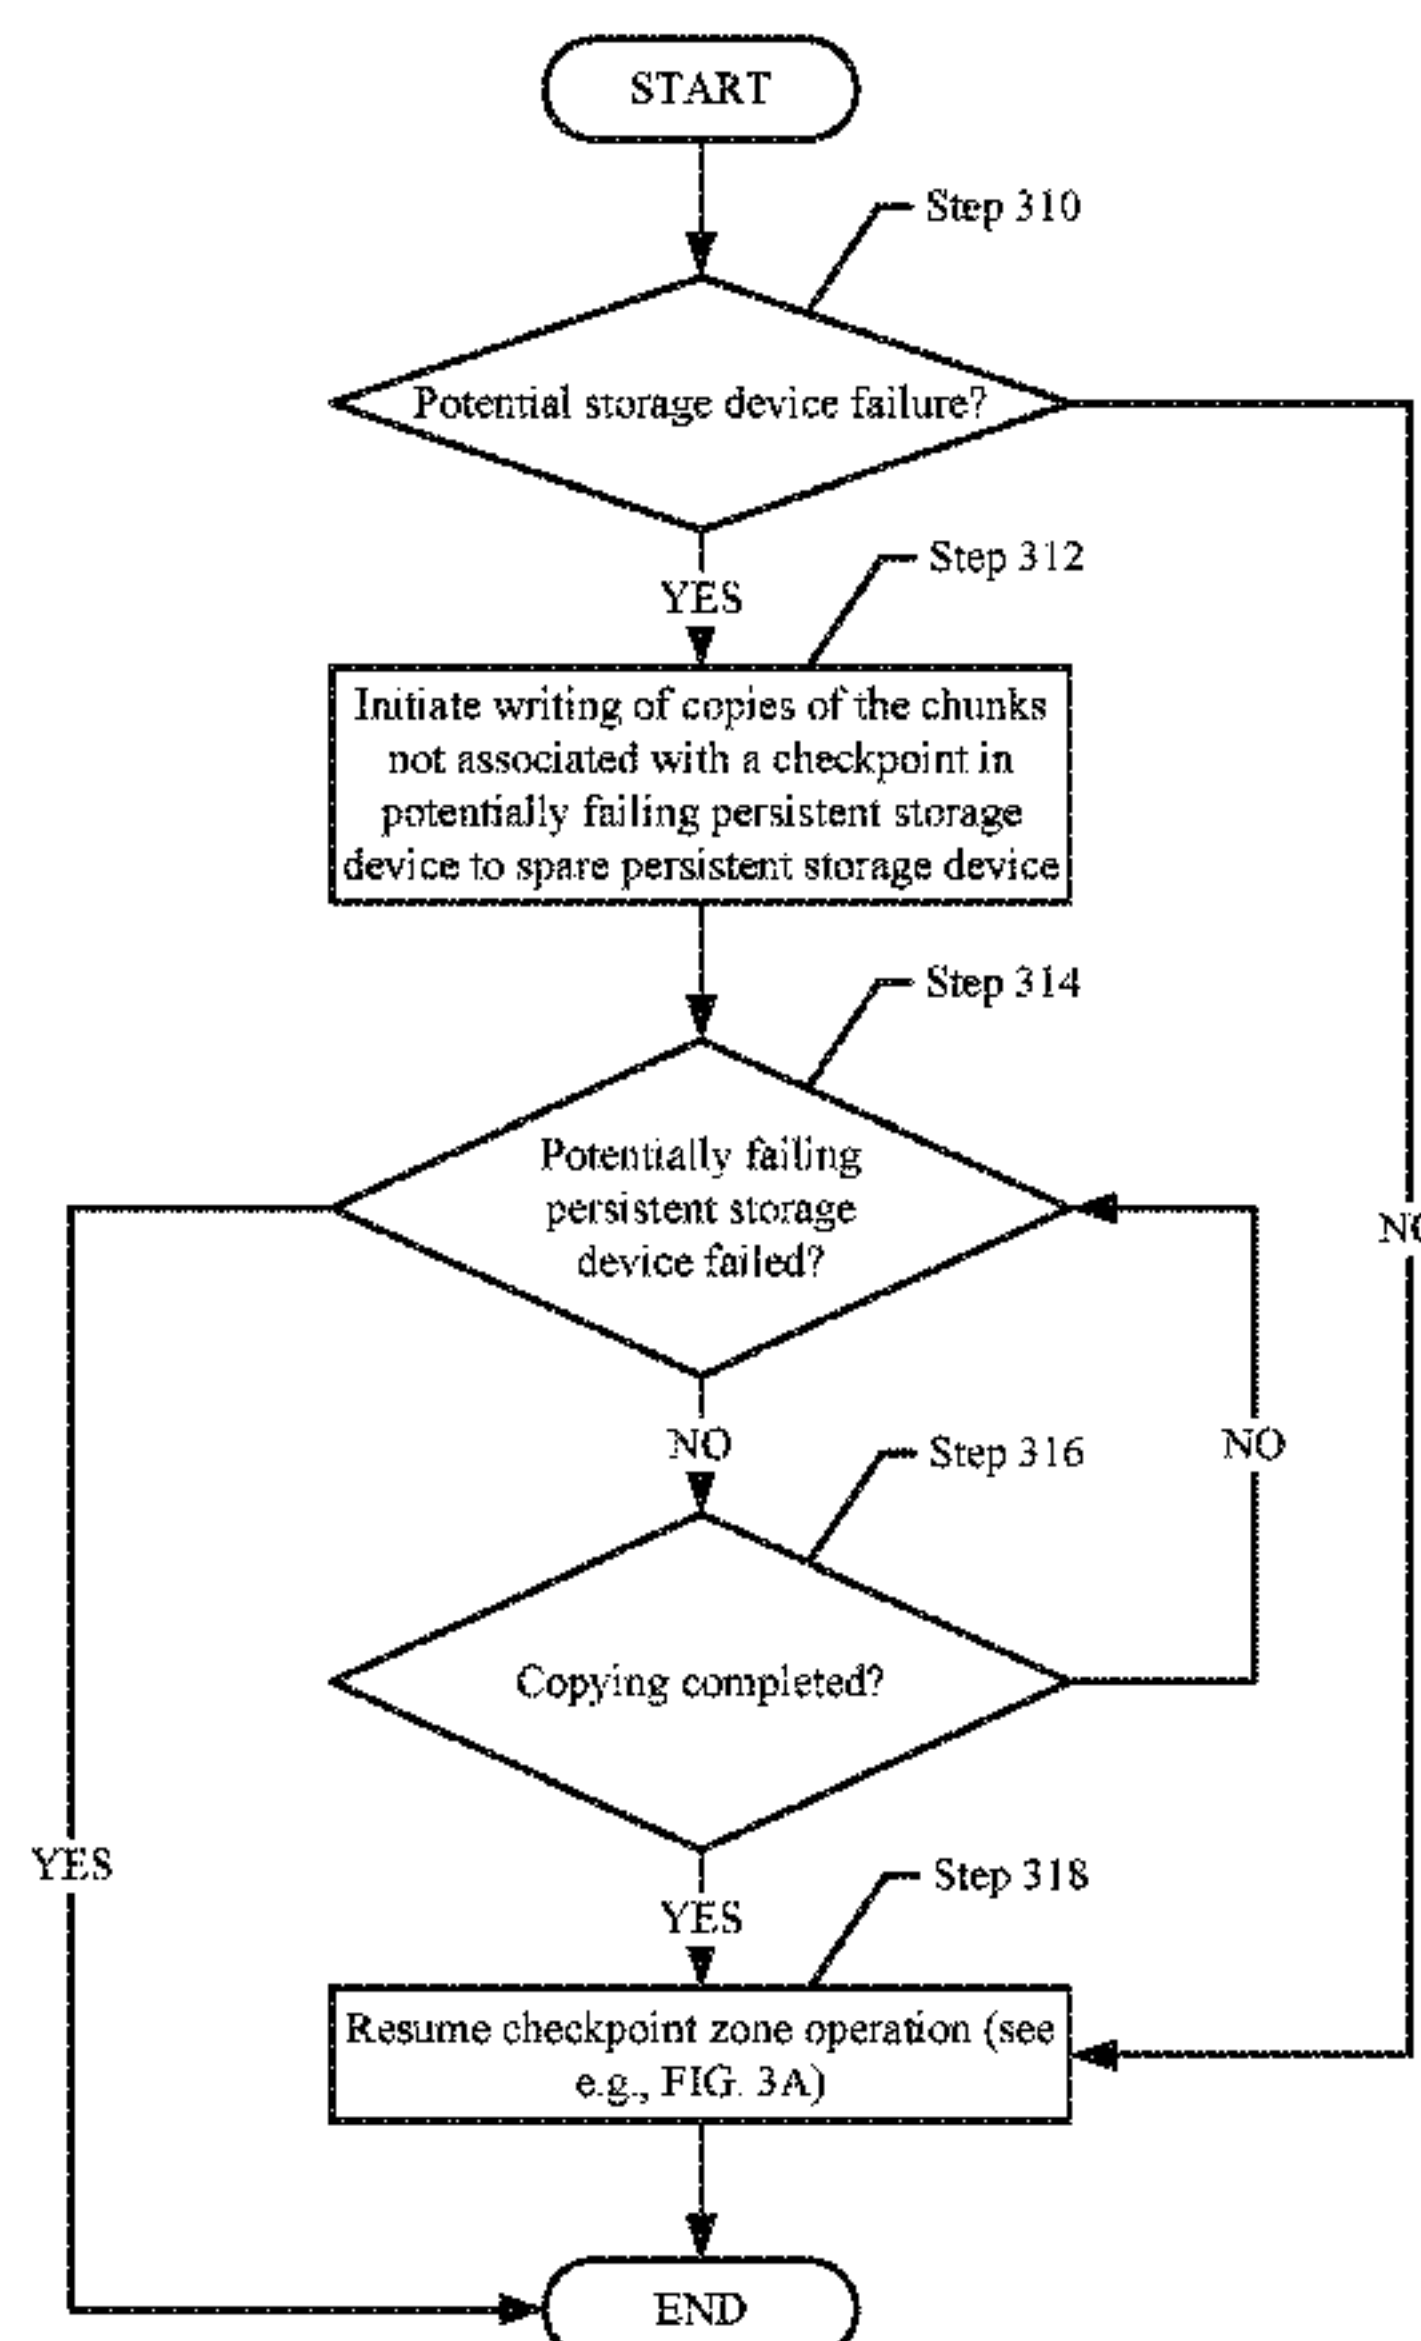 START
Step 310
Potential storage device failure?
Step 312
YES
Initiate writing of copies of the chunks
not associated with a checkpoint in
potentially failing persistent storage
device to spare persistent storage device
Step 314
Potentially failing
persistent storage
device failed?
NO
NO
Step 316
NO
Copying completed?
YES
Step 318
YES
Resume checkpoint zone operation (see
e.g., FIG. 3A)
END